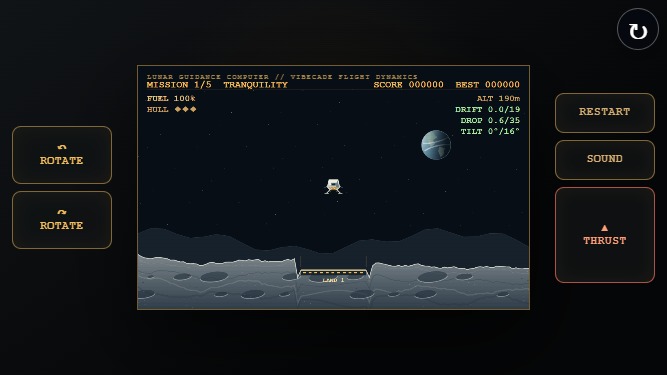 LUNAR GUIDANCE COMPUTER // VIBECADE FLIGHT DYNAMICS
MISSION 1/5 TRANQUILITY SCORE 000000 BEST 000000
FUEL 100% ALT 190m
HULL ◆◆◆ DRIFT 0.0/19
DROP 0.6/35
TILT 0°/16°
↶ ROTATE
↷ ROTATE
RESTART
SOUND
▲ THRUST
LAND 1